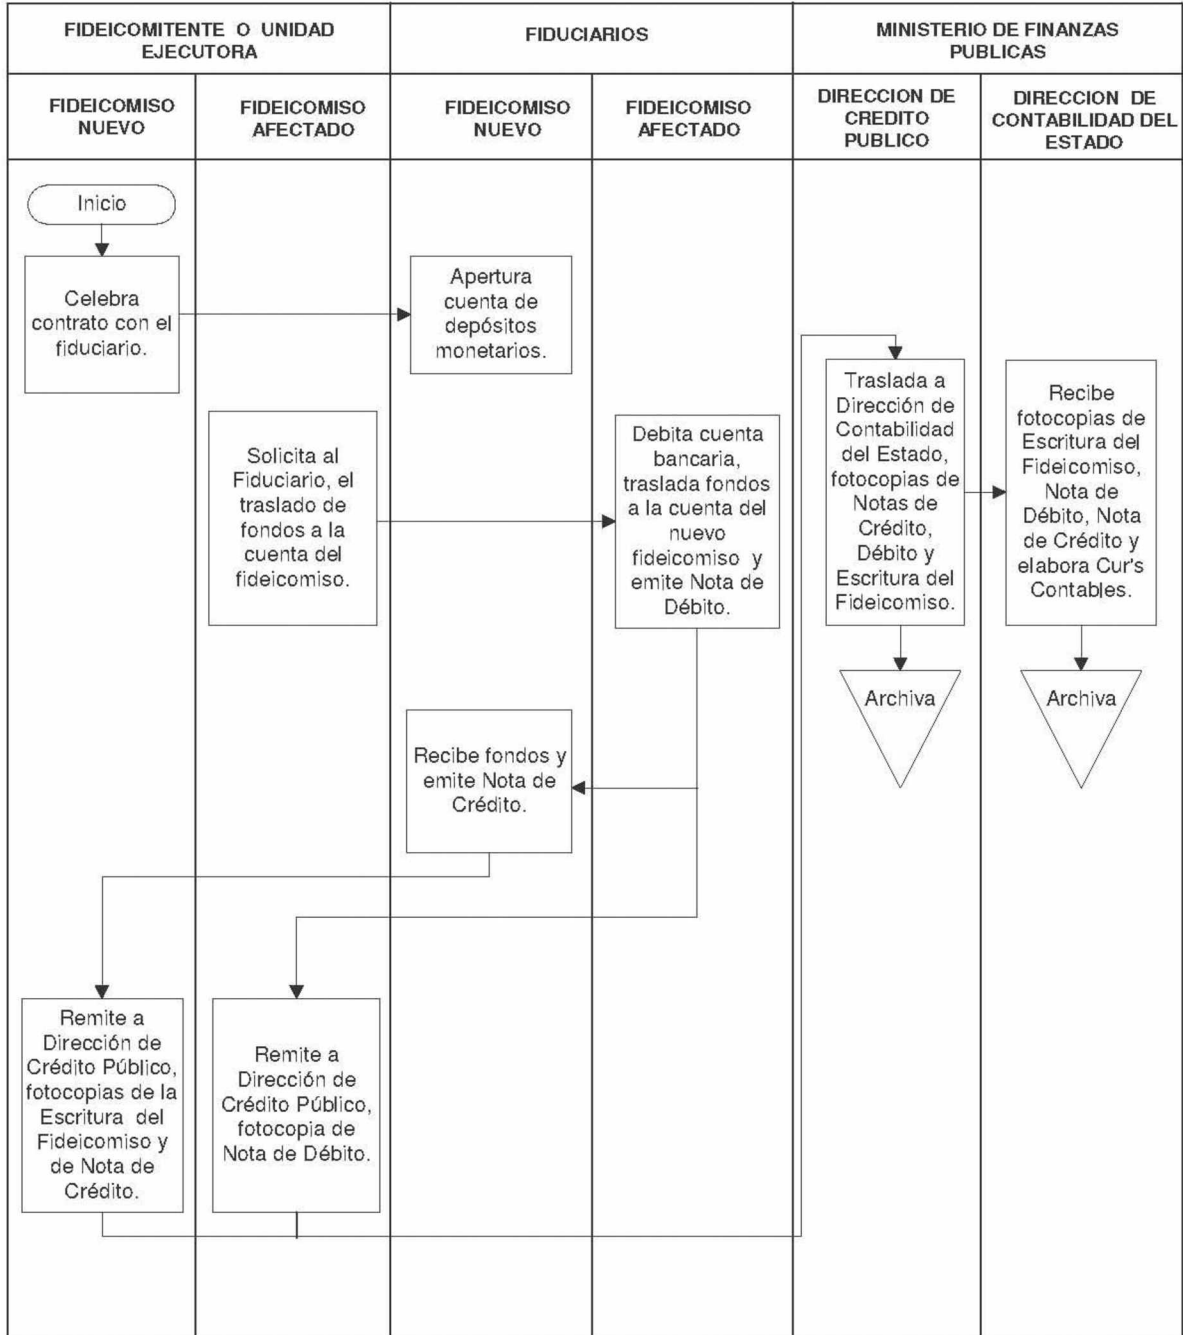 FIDEICOMITENTE O UNIDAD
EJECUTORA
FIDUCIARIOS
MINISTERIO DE FINANZAS
PUBLICAS
FIDEICOMISO
NUEVO
FIDEICOMISO
AFECTADO
FIDEICOMISO
NUEVO
FIDEICOMISO
AFECTADO
DIRECCION DE
CREDITO
PUBLICO
DIRECCION DE
CONTABILIDAD DEL
ESTADO
Inicio
Celebra
contrato con el
fiduciario.
Apertura
cuenta de
depósitos
monetarios.
Solicita al
Fiduciario, el
traslado de
fondos a la
cuenta del
fideicomiso.
Debita cuenta
bancaria,
traslada fondos
a la cuenta del
nuevo
fideicomiso y
emite Nota de
Débito.
Traslada a
Dirección de
Contabilidad
del Estado,
fotocopias de
Notas de
Crédito,
Débito y
Escritura del
Fideicomiso.
Recibe
fotocopias de
Escritura del
Fideicomiso,
Nota de
Débito, Nota
de Crédito y
elabora Cur's
Contables.
Archiva
Archiva
Recibe fondos y
emite Nota de
Crédito.
Remite a
Dirección de
Crédito Público,
fotocopias de la
Escritura del
Fideicomiso y
de Nota de
Crédito.
Remite a
Dirección de
Crédito Público,
fotocopia de
Nota de Débito.